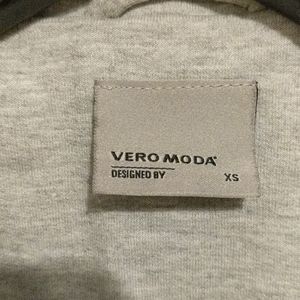 VERO MODA
DESIGNED BY
XS